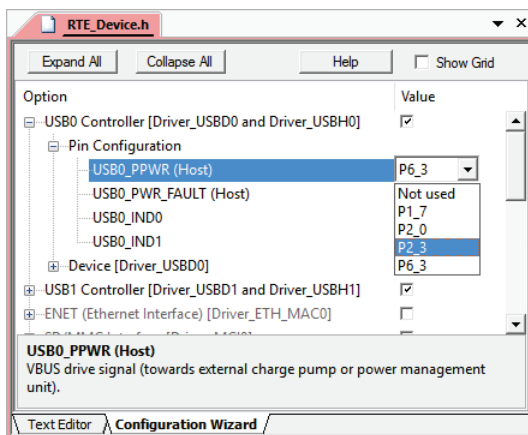 RTE_Device.h
Expand All Collapse All Help Show Grid
Option Value
USB0 Controller [Driver_USBD0 and Driver_USBH0]
Pin Configuration
USB0_PPWR (Host) P6_3
USB0_PWR_FAULT (Host) Not used
P1_7
USB0_IND0 P2_0
USB0_IND1 P2_3
Device [Driver_USBD0] P6_3
USB1 Controller [Driver_USBD1 and Driver_USBH1]
ENET (Ethernet Interface) [Driver_ETH_MAC0]
USB0_PPWR (Host)
VBUS drive signal (towards external charge pump or power management
unit).
Text Editor Configuration Wizard